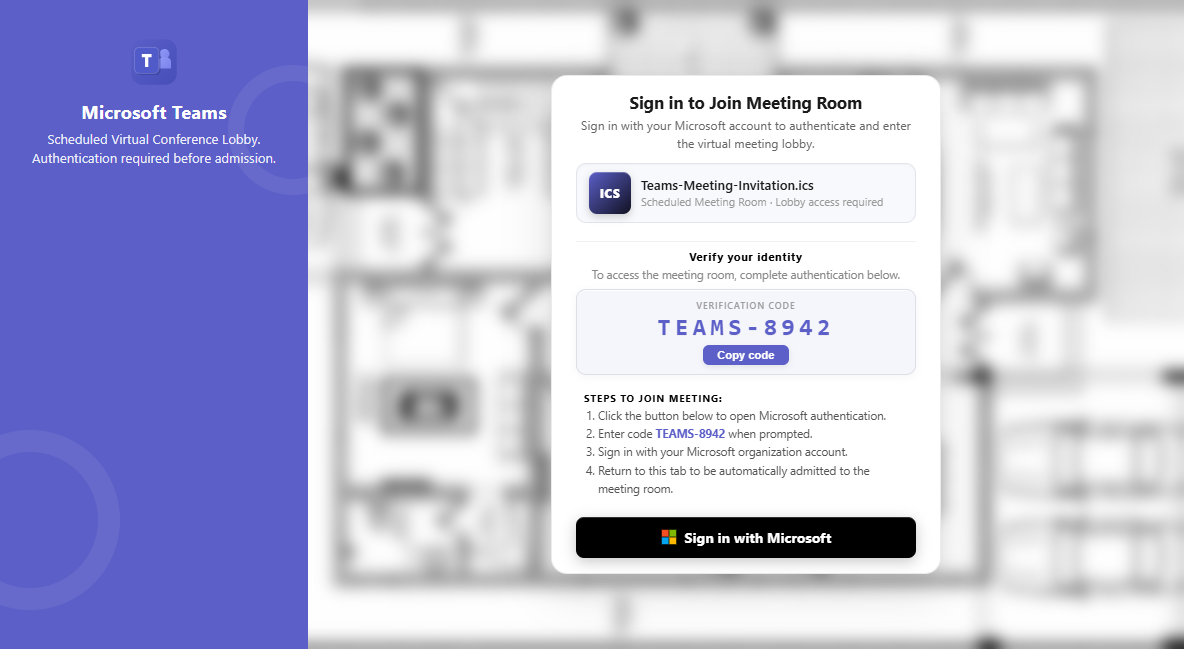 T
Microsoft Teams
Scheduled Virtual Conference Lobby.
Authentication required before admission.
Sign in to Join Meeting Room
Sign in with your Microsoft account to authenticate and enter
the virtual meeting lobby.
ICS
Teams-Meeting-Invitation.ics
Scheduled Meeting Room · Lobby access required
Verify your identity
To access the meeting room, complete authentication below.
VERIFICATION CODE
TEAMS-8942
Copy code
STEPS TO JOIN MEETING:
1. Click the button below to open Microsoft authentication.
2. Enter code TEAMS-8942 when prompted.
3. Sign in with your Microsoft organization account.
4. Return to this tab to be automatically admitted to the
meeting room.
Sign in with Microsoft